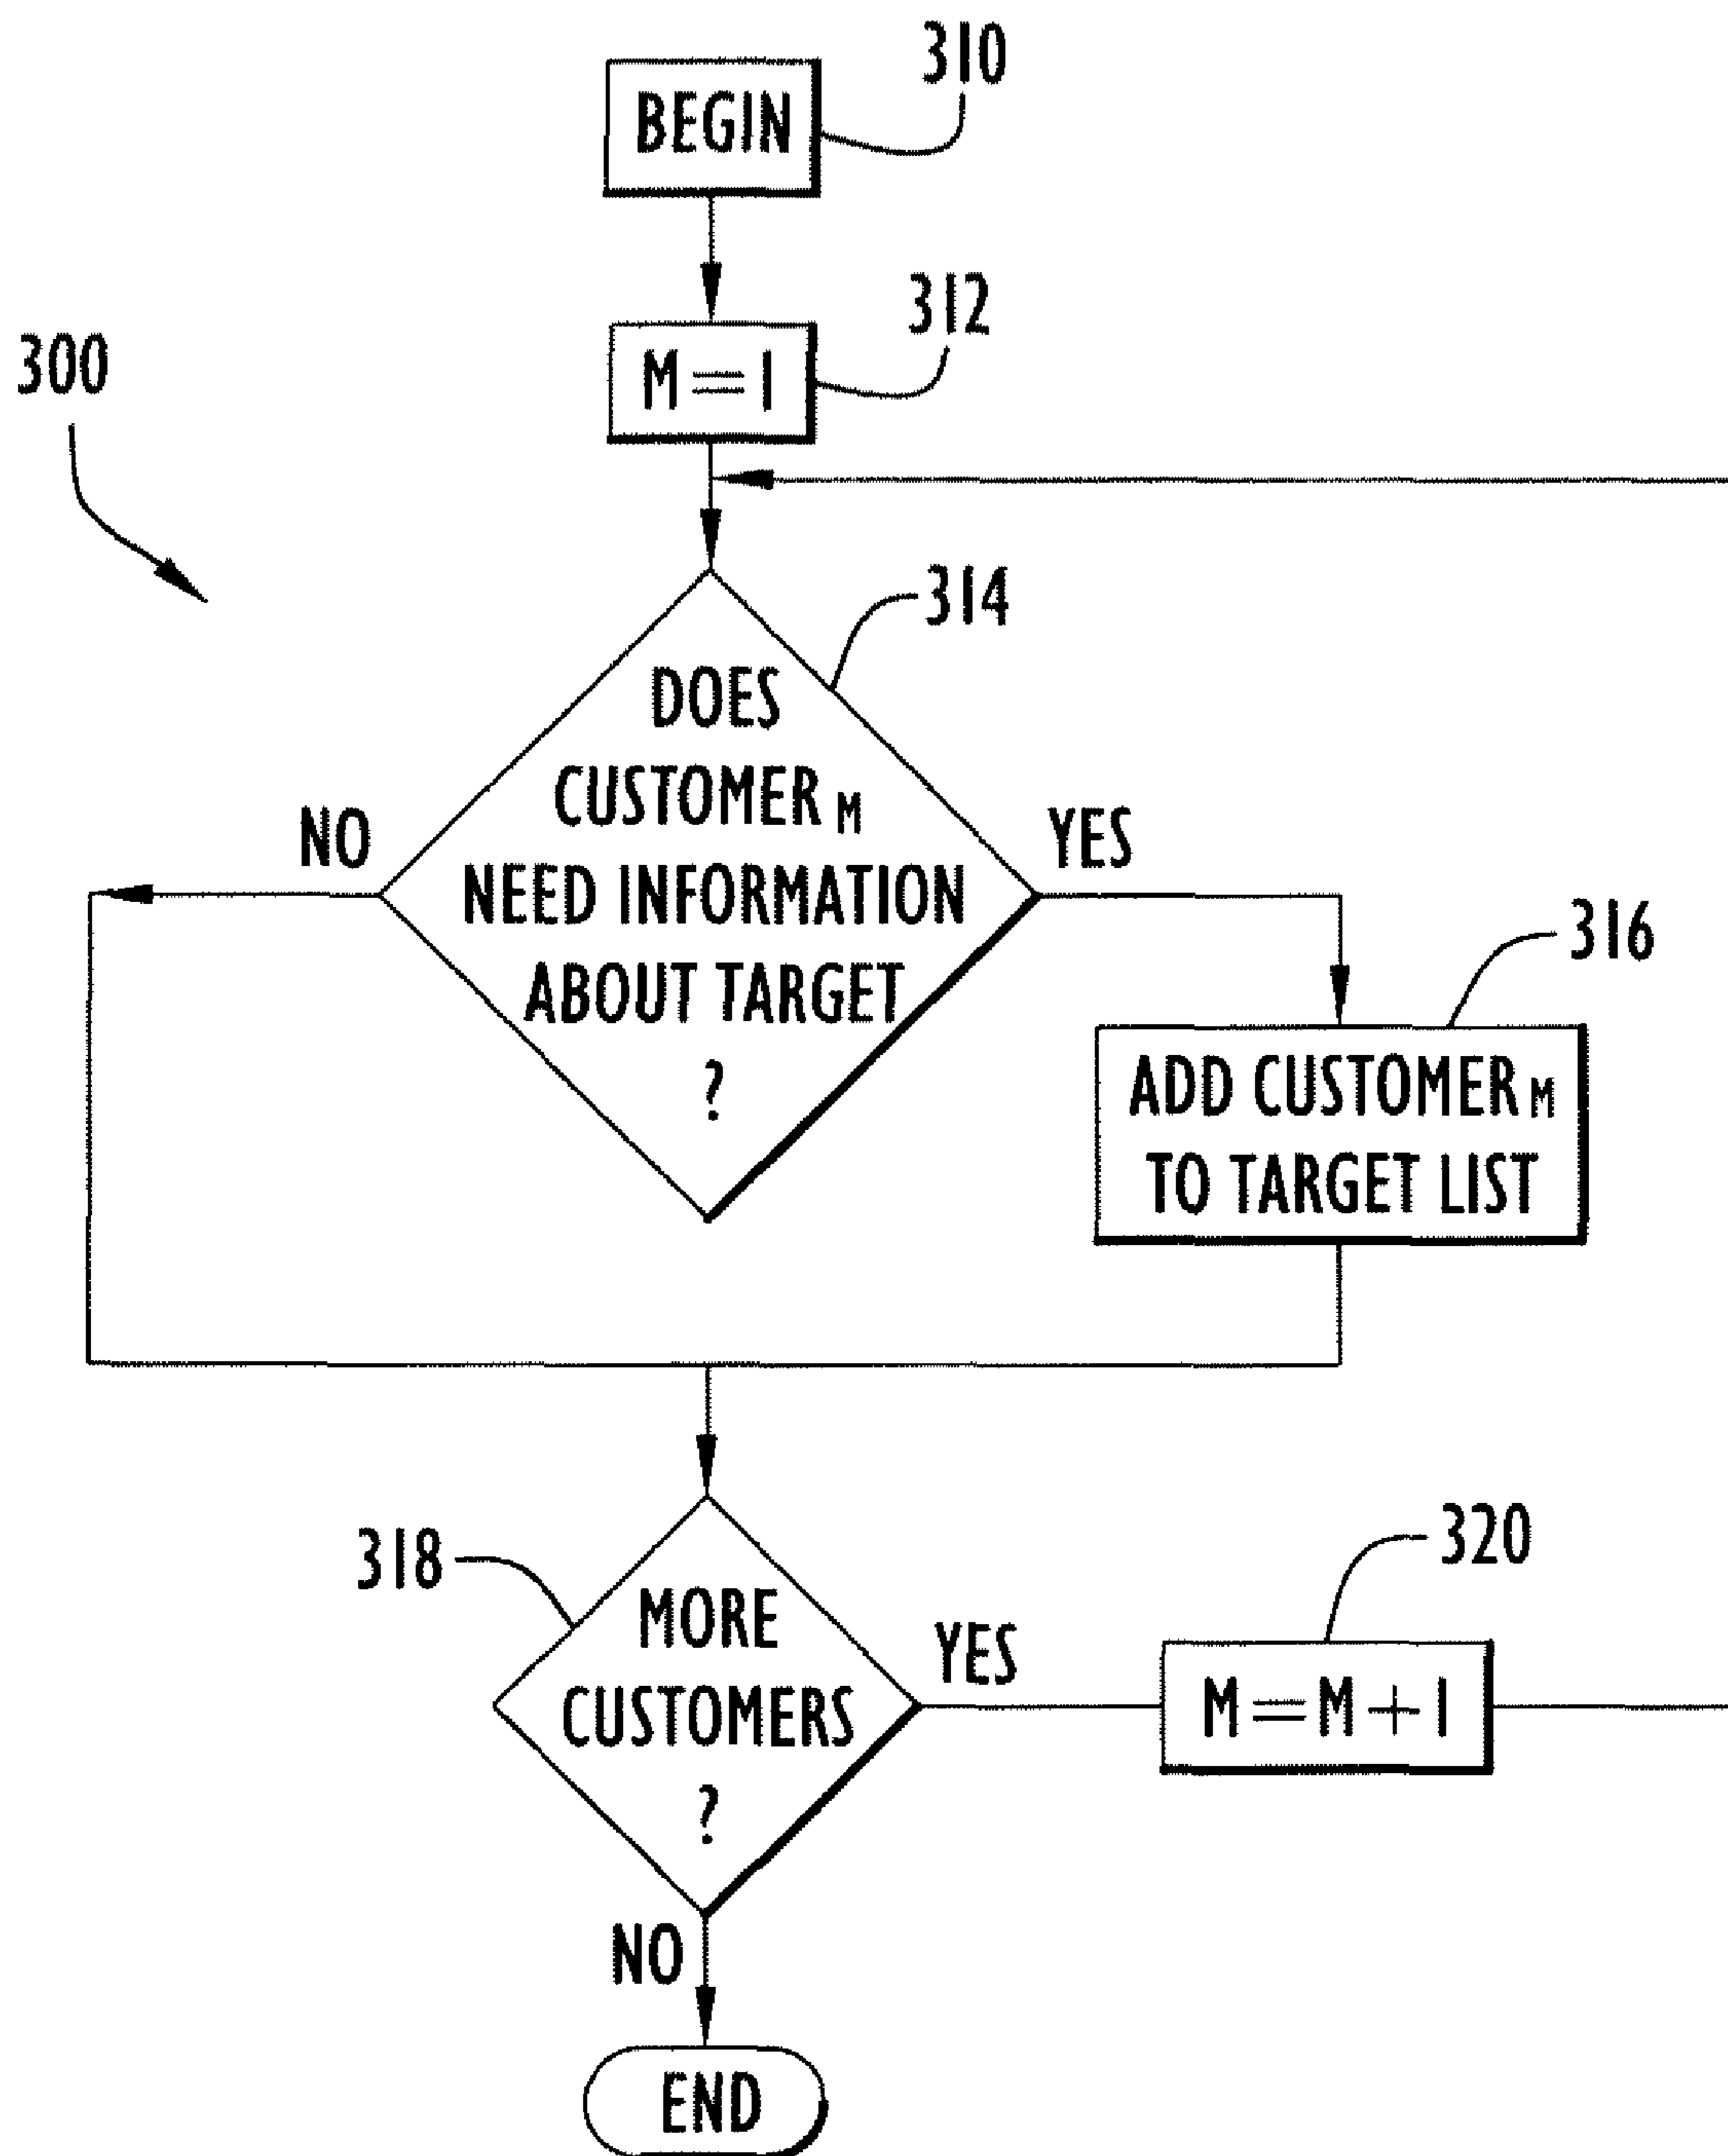 310
BEGIN
312
M = 1
300
314
DOES
CUSTOMER M
NEED INFORMATION
ABOUT TARGET
?
NO
YES
316
ADD CUSTOMER M
TO TARGET LIST
318
MORE
CUSTOMERS
?
YES
320
M = M + 1
NO
END